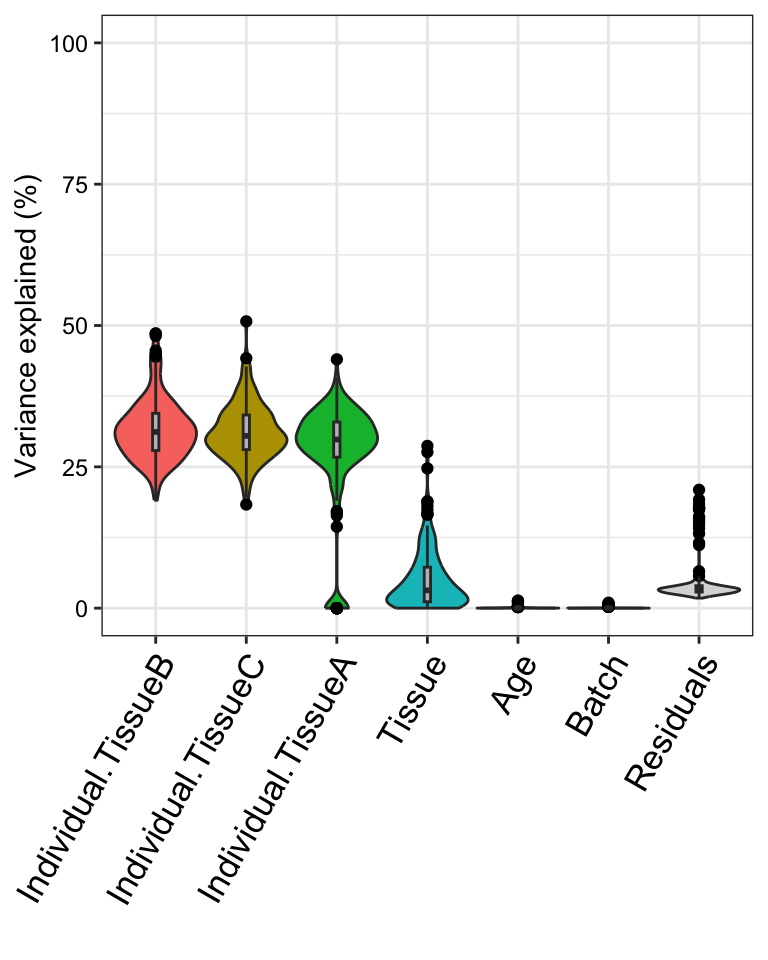 100
75
50
25
0
Variance explained (%)
Individual.TissueB
Individual.TissueC
Individual.TissueA
Tissue
Age
Batch
Residuals